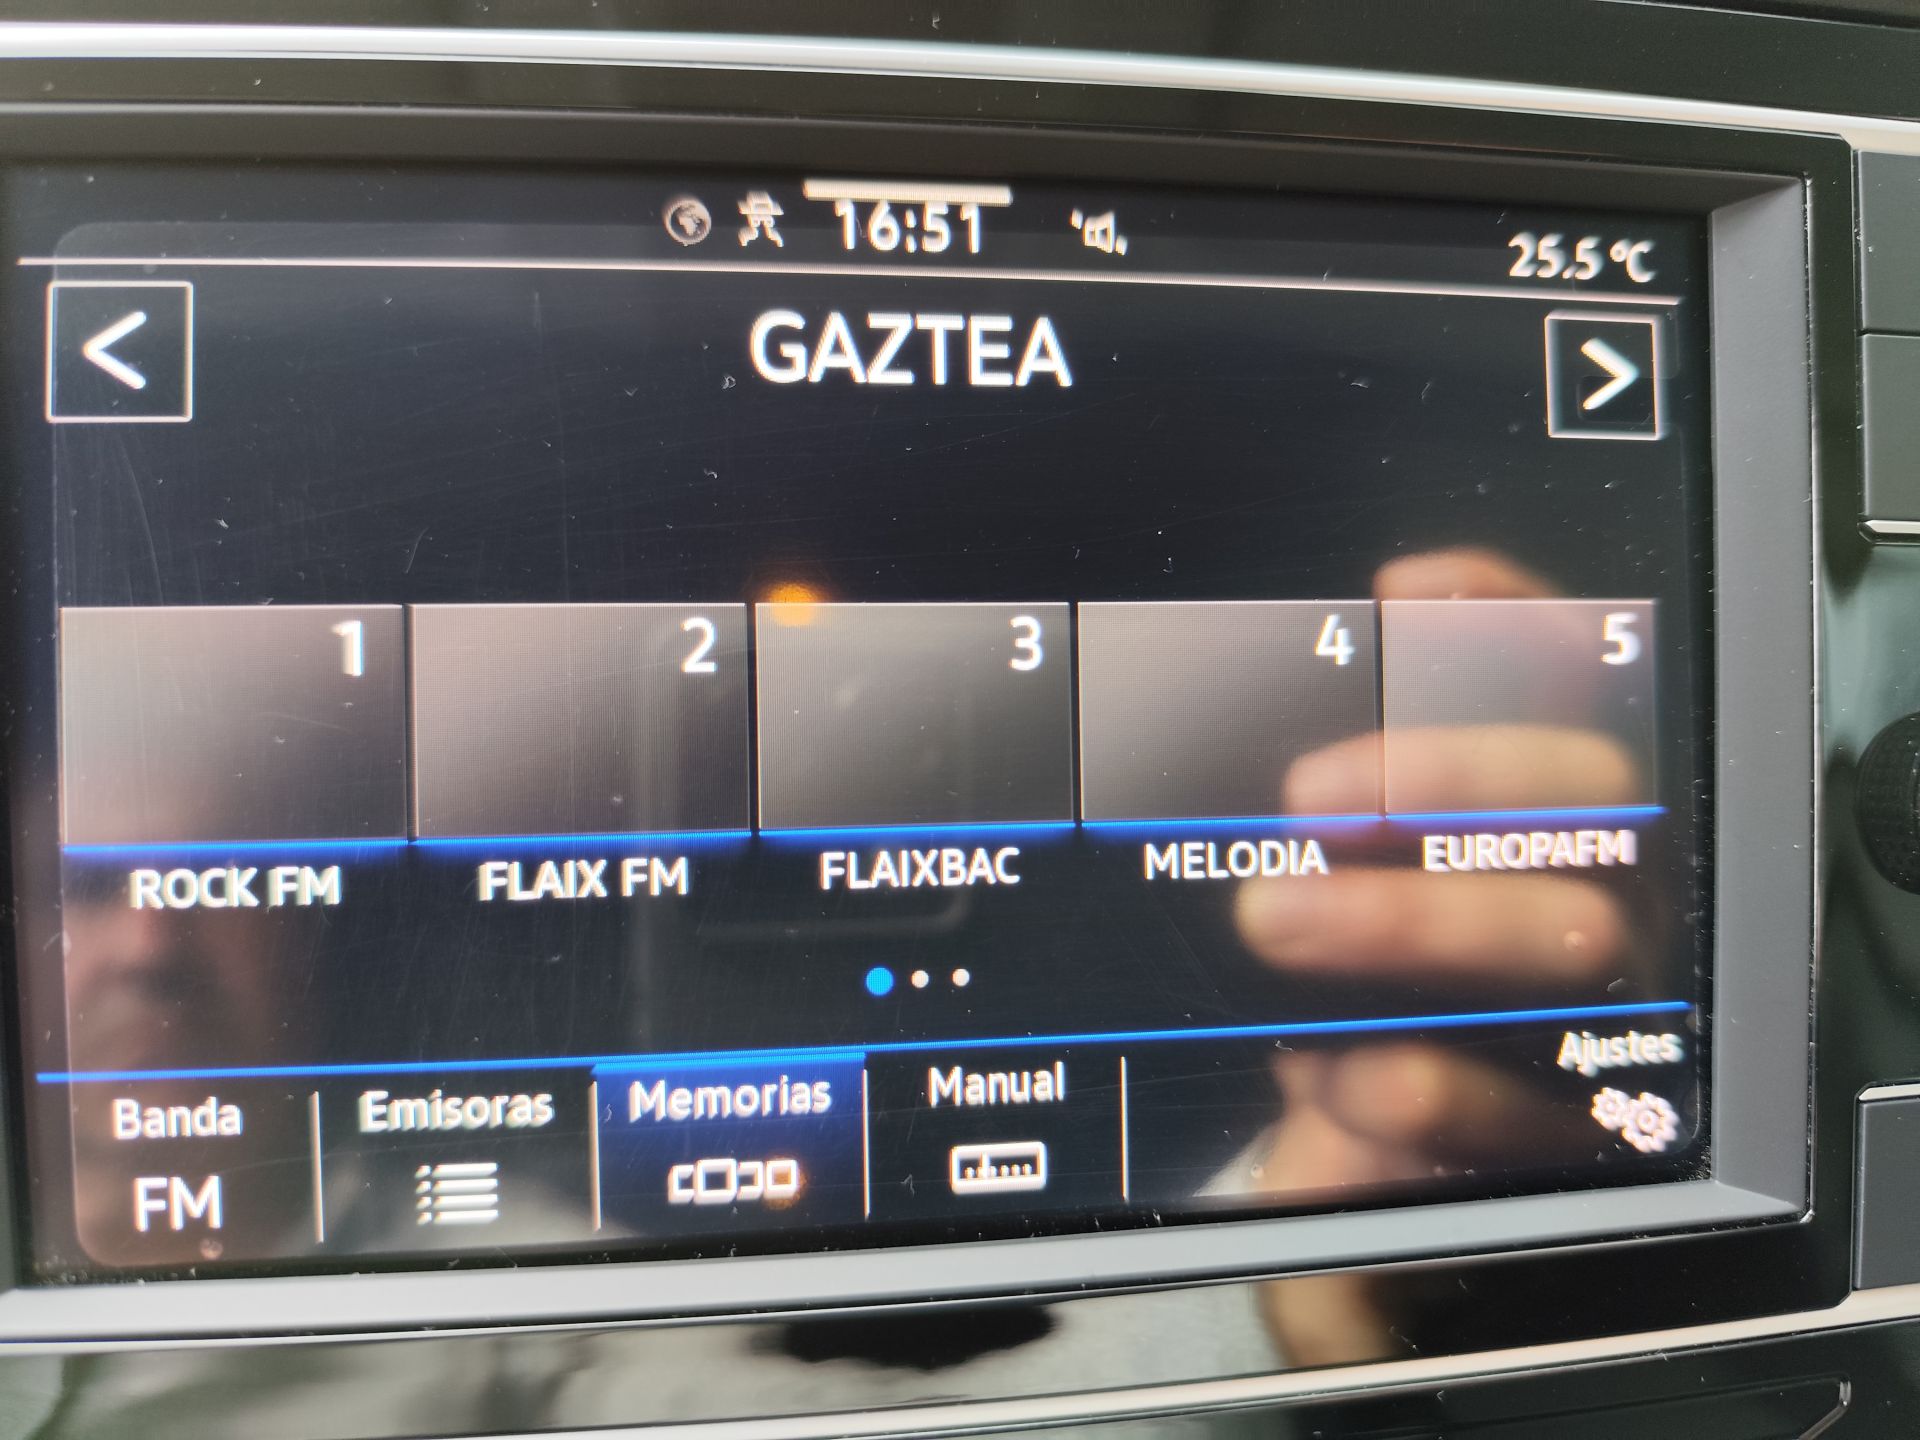 16:51
25.5 °C
< GAZTEA >
1 2 3 4 5
ROCK FM FLAIX FM FLAIXBAC MELODIA EUROPAFM
Banda Emisoras Memorias Manual Ajustes
FM